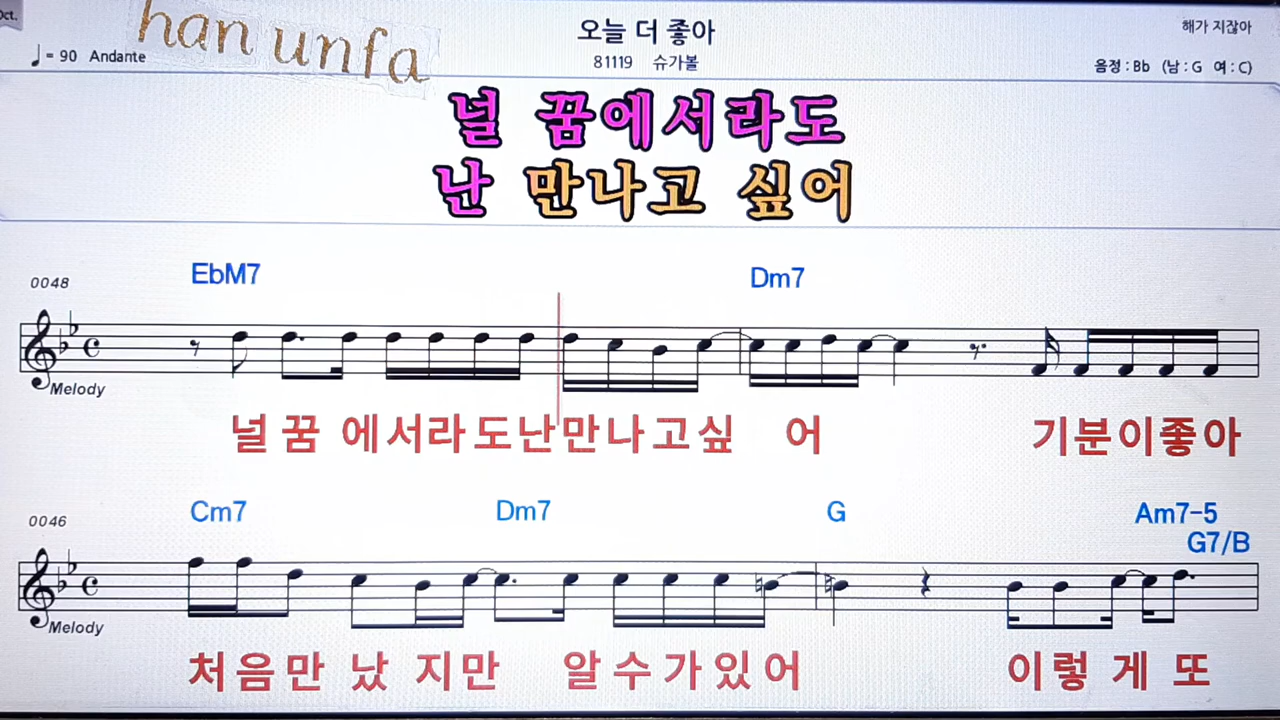 Oct.
han unfa
오늘 더 좋아
해가 지잖아
♩= 90 Andante
81119 슈가볼
음정 : Bb (남 : G 여 : C)
널 꿈에서라도
난 만나고 싶어
0048
EbM7 Dm7
Melody
널 꿈 에서라도난만나고싶 어 기분이좋아
0046
Cm7 Dm7 G Am7-5
G7/B
Melody
처음만 났 지만 알수가있어 이렇 게 또